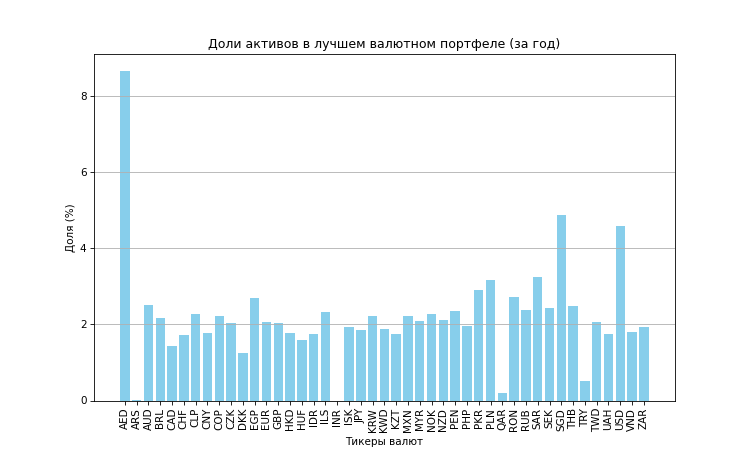 Доли активов в лучшем валютном портфеле (за год)
Доля (%)
8
6
4
2
0
AED ARS AUD BRL CAD CHF CLP CNY COP CZK DKK EGP EUR GBP HKD HUF IDR ILS INR ISK JPY KRW KWD KZT MXN MYR NOK NZD PEN PHP PKR PLN QAR RON RUB SAR SEK SGD THB TRY TWD UAH USD VND ZAR
Тикеры валют